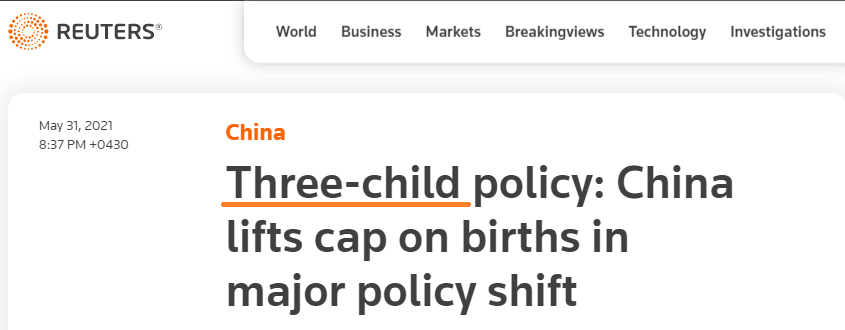 REUTERS®
World Business Markets Breakingviews Technology Investigations
May 31, 2021
8:37 PM +0430
China
Three-child policy: China
lifts cap on births in
major policy shift